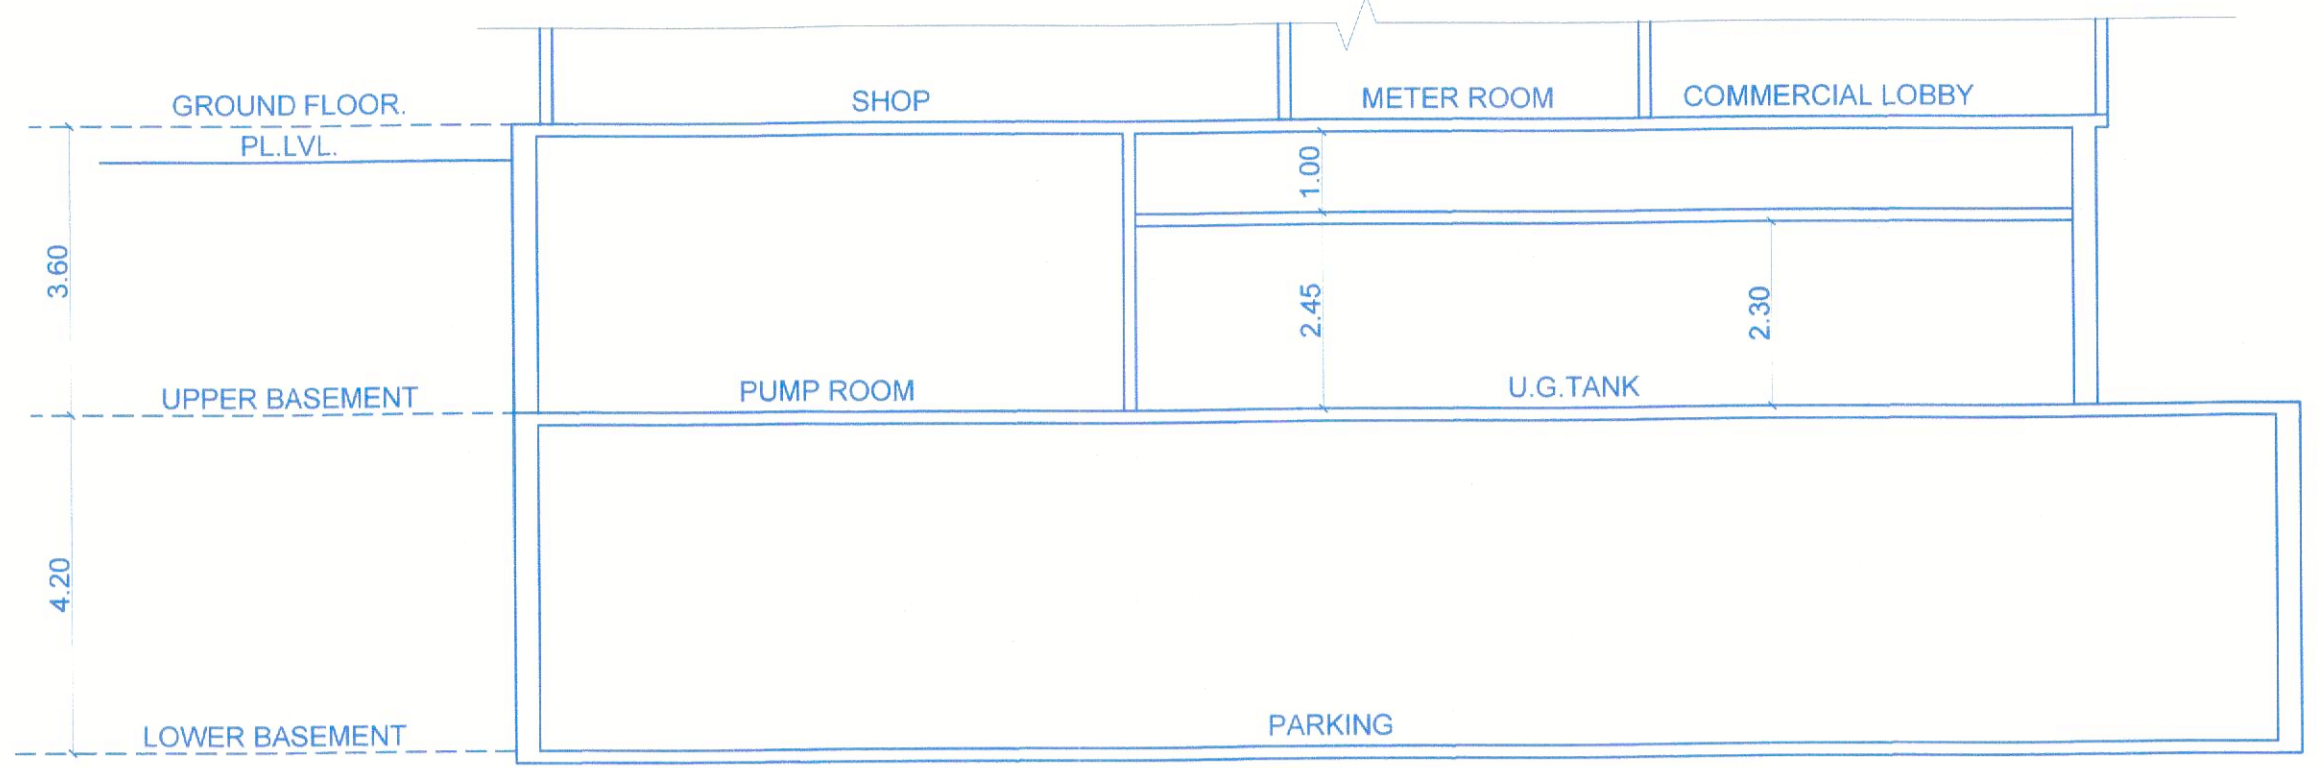 GROUND FLOOR.
SHOP
METER ROOM
COMMERCIAL LOBBY
PL.LVL.
1.00
3.60
2.45
2.30
UPPER BASEMENT
PUMP ROOM
U.G.TANK
4.20
LOWER BASEMENT
PARKING